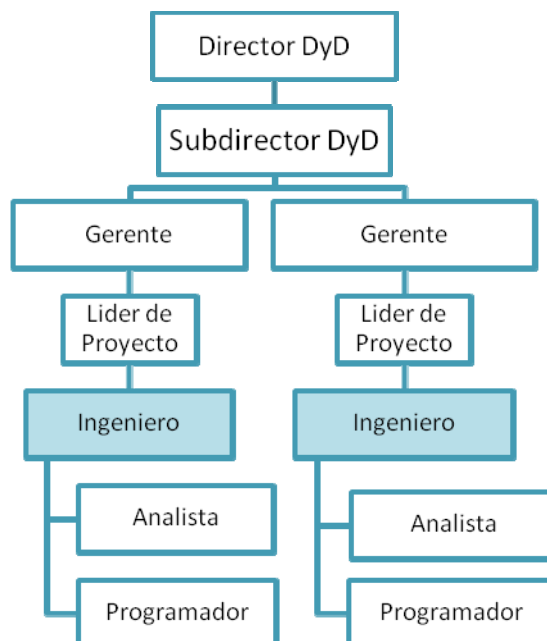 Director DyD
Subdirector DyD
Gerente
Gerente
Lider de
Proyecto
Lider de
Proyecto
Ingeniero
Ingeniero
Analista
Analista
Programador
Programador